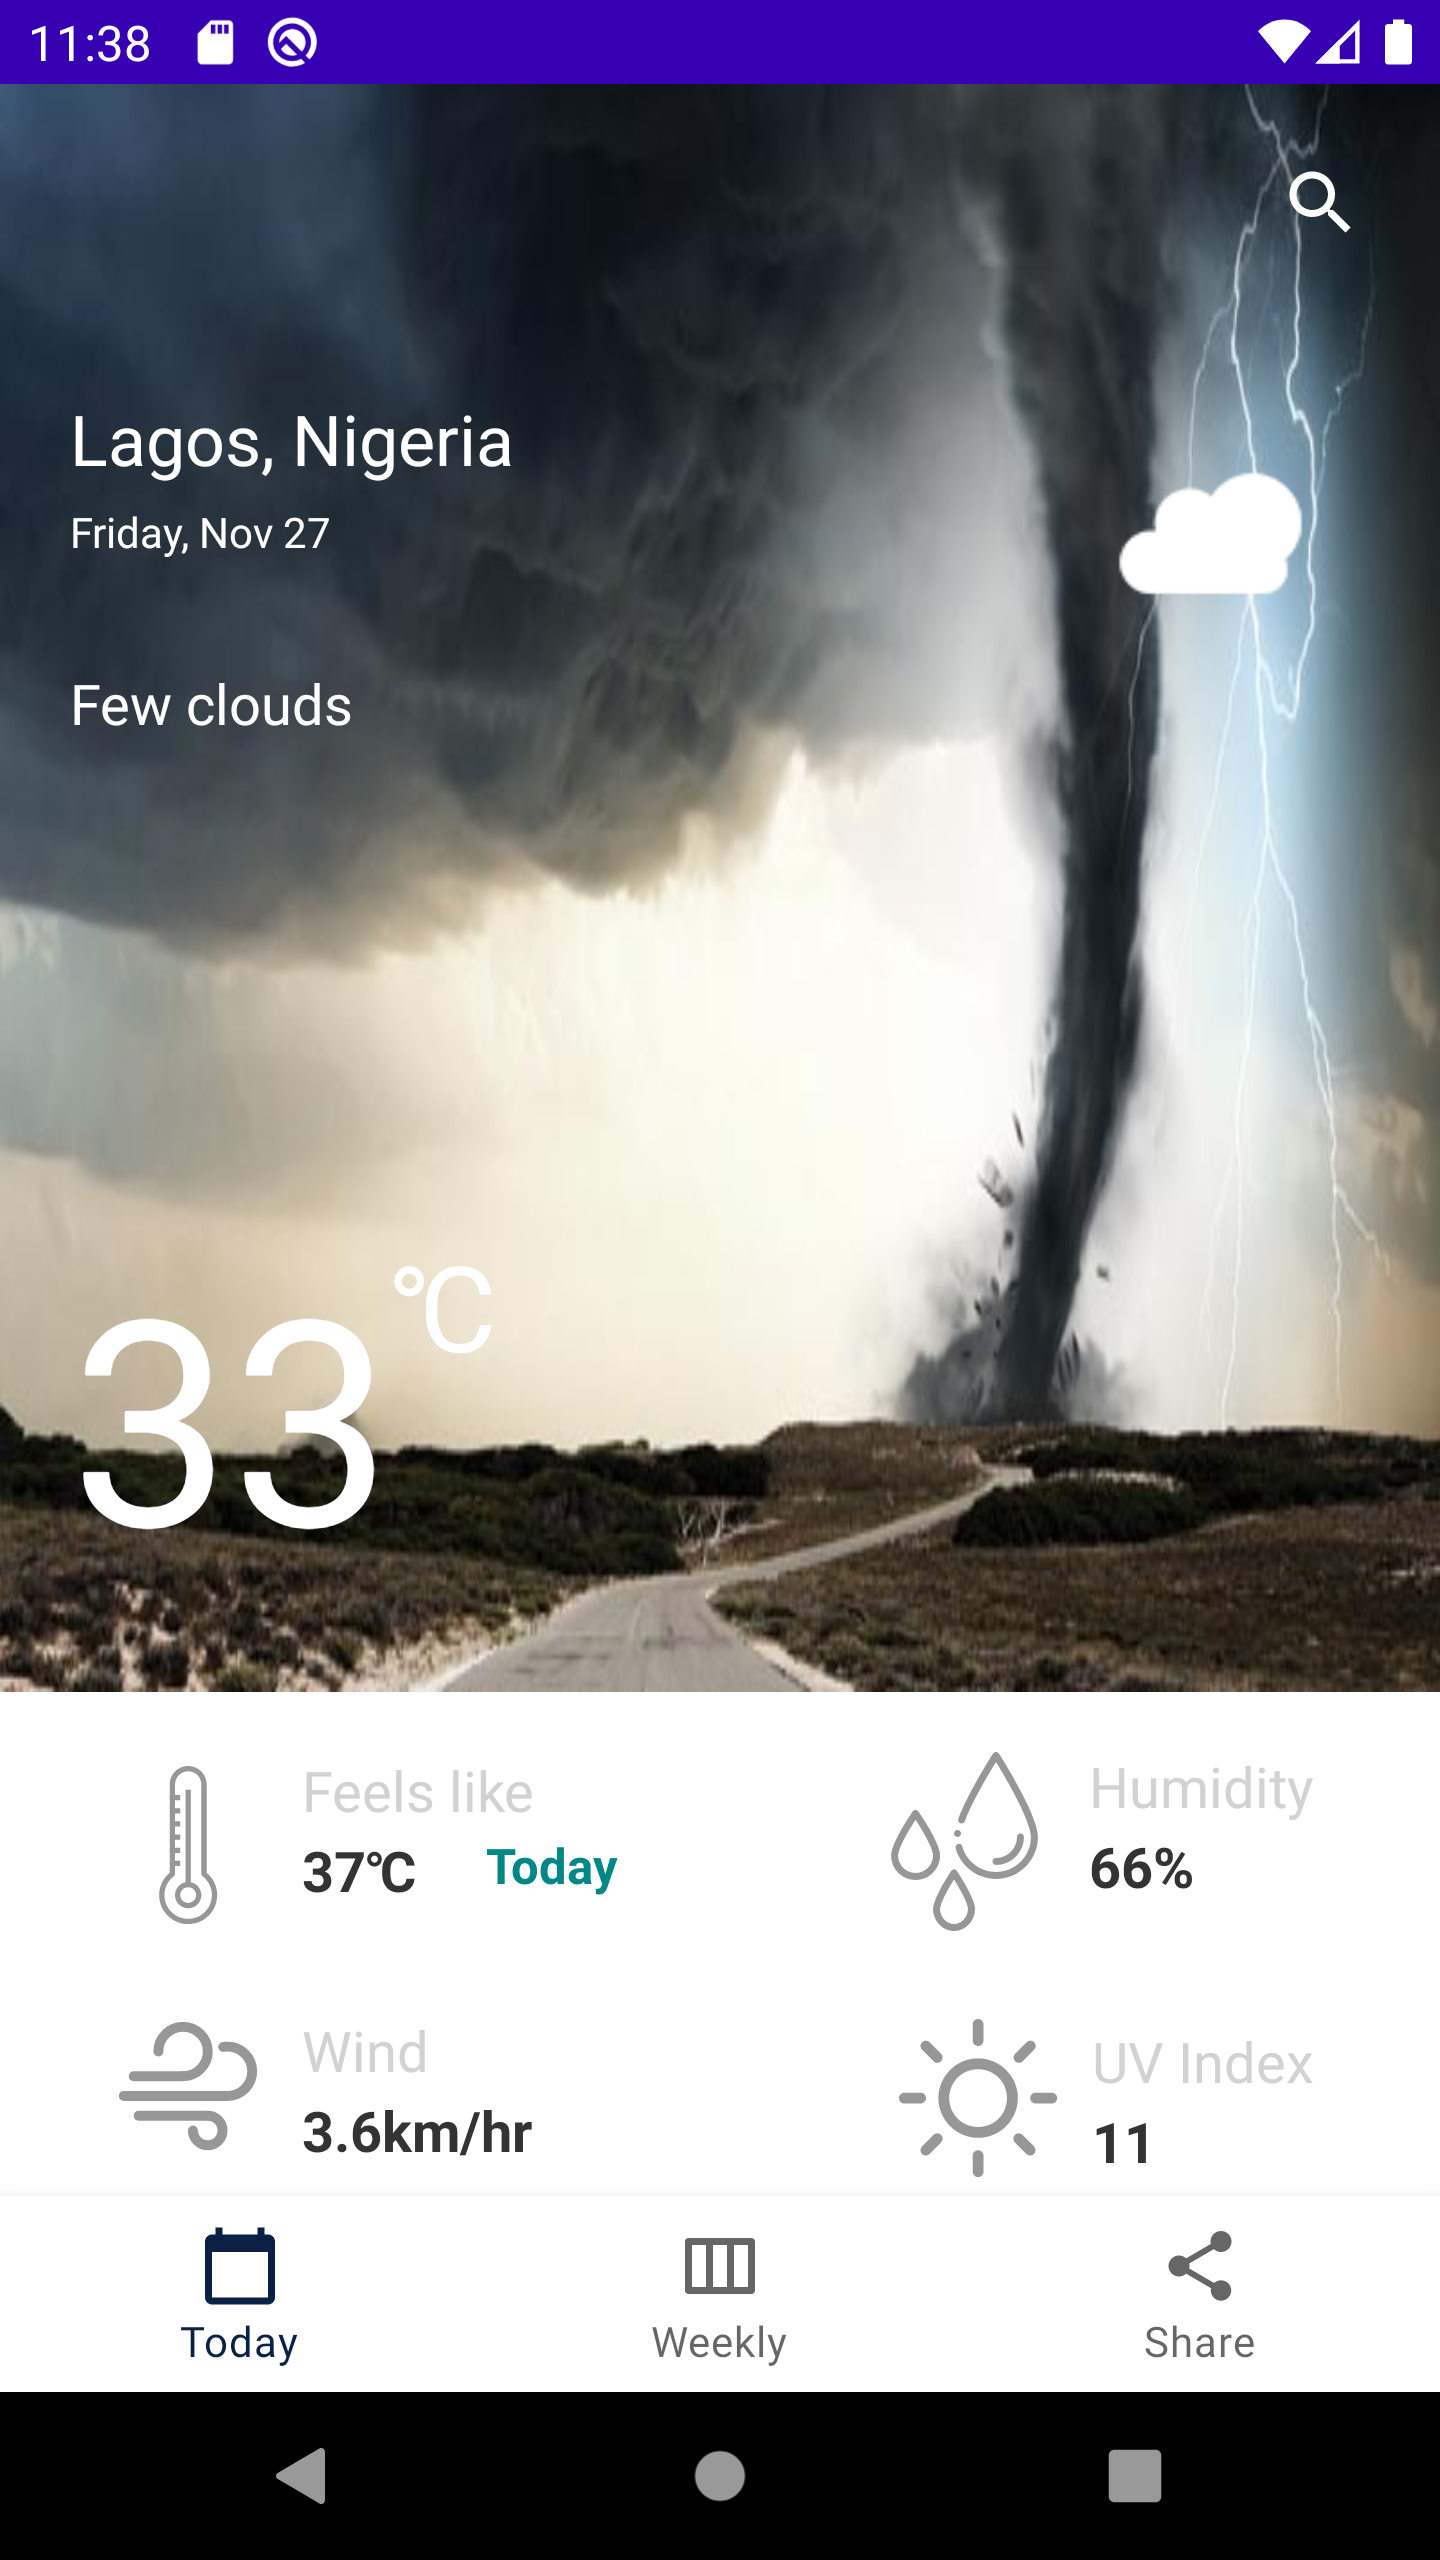 11:38
Lagos, Nigeria
Friday, Nov 27
Few clouds
33℃
Feels like
37℃ Today
Humidity
66%
Wind
3.6km/hr
UV Index
11
Today
Weekly
Share